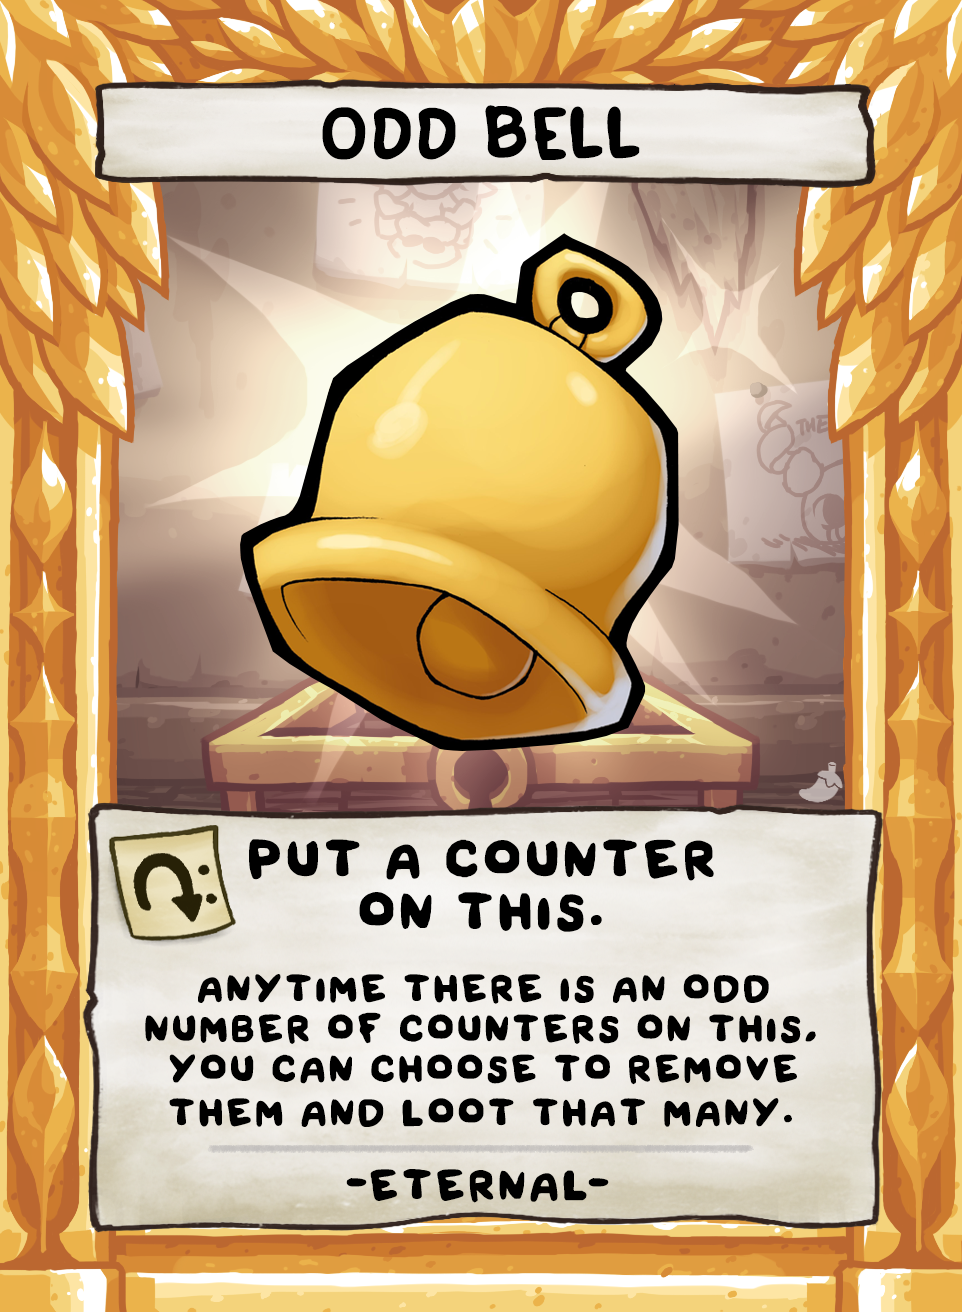 ODD BELL
THE
PUT A COUNTER
ON THIS.
ANYTIME THERE IS AN ODD
NUMBER OF COUNTERS ON THIS.
YOU CAN CHOOSE TO REMOVE
THEM AND LOOT THAT MANY.
-ETERNAL-